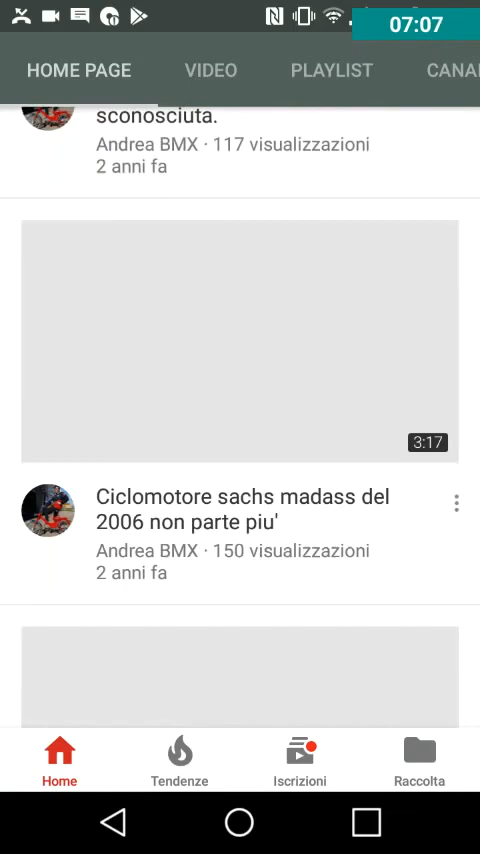 07:07
HOME PAGE VIDEO PLAYLIST CANA
sconosciuta.
Andrea BMX · 117 visualizzazioni
2 anni fa
3:17
Ciclomotore sachs madass del
2006 non parte piu'
Andrea BMX · 150 visualizzazioni
2 anni fa
Home Tendenze Iscrizioni Raccolta